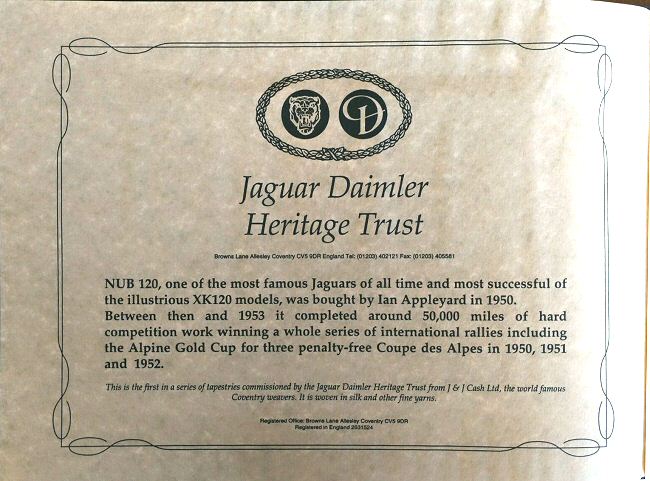 Jaguar Daimler
Heritage Trust
Browns Lane Allesley Coventry CV5 9DR England Tel: (01203) 402121 Fax: (01203) 405581
NUB 120, one of the most famous Jaguars of all time and most successful of
the illustrious XK120 models, was bought by Ian Appleyard in 1950.
Between then and 1953 it completed around 50,000 miles of hard
competition work winning a whole series of international rallies including
the Alpine Gold Cup for three penalty-free Coupe des Alpes in 1950, 1951
and 1952.
This is the first in a series of tapestries commissioned by the Jaguar Daimler Heritage Trust from J & J Cash Ltd, the world famous
Coventry weavers. It is woven in silk and other fine yarns.
Registered Office: Browns Lane Allesley Coventry CV5 9DR
Registered in England 2031524